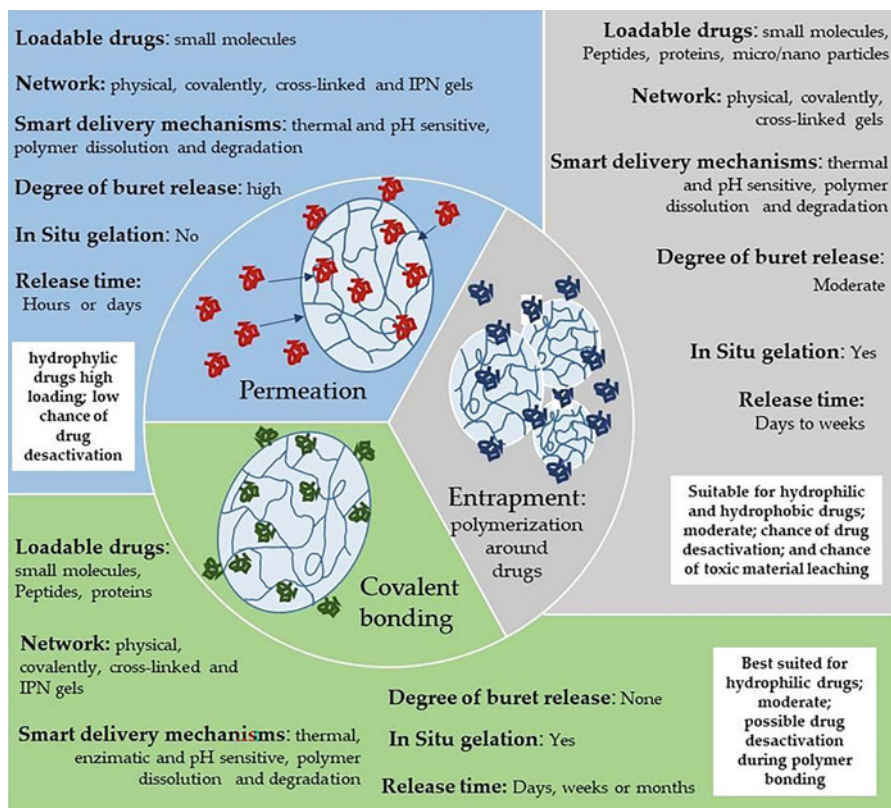 Loadable drugs: small molecules
Network: physical, covalently, cross-linked and IPN gels
Smart delivery mechanisms: thermal and pH sensitive,
polymer dissolution and degradation
Degree of buret release: high
In Situ gelation: No
Release time:
Hours or days
hydrophylic
drugs high
loading; low
chance of
drug
desactivation
Permeation
Loadable drugs: small molecules,
Peptides, proteins, micro/nano particles
Network: physical, covalently,
cross-linked gels
Smart delivery mechanisms: thermal
and pH sensitive, polymer
dissolution and degradation
Degree of buret release:
Moderate
In Situ gelation: Yes
Release time:
Days to weeks
Suitable for hydrophilic
and hydrophobic drugs;
moderate; chance of drug
desactivation; and chance
of toxic material leaching
Entrapment:
polymerization
around
drugs
Covalent
bonding
Loadable drugs:
small molecules,
Peptides, proteins
Network: physical,
covalently, cross-linked and
IPN gels
Smart delivery mechanisms: thermal,
enzimatic and pH sensitive, polymer
dissolution and degradation
Degree of buret release: None
In Situ gelation: Yes
Release time: Days, weeks or months
Best suited for
hydrophilic drugs;
moderate;
possible drug
desactivation
during polymer
bonding